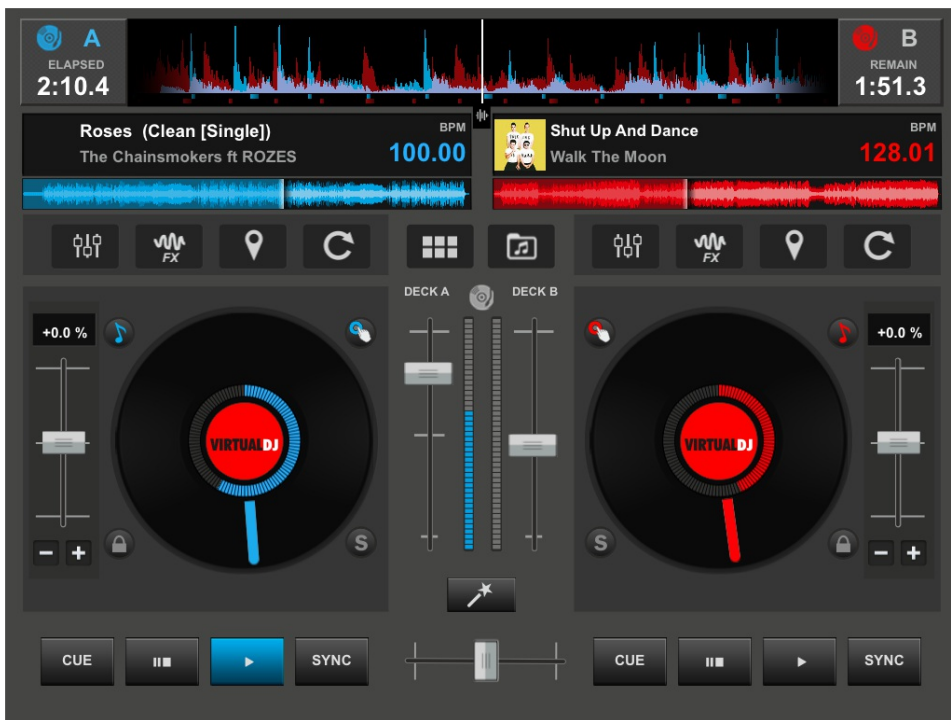 A
ELAPSED
2:10.4
B
REMAIN
1:51.3
Roses (Clean [Single])
BPM
The Chainsmokers ft ROZES
100.00
Shut Up And Dance
BPM
Walk The Moon
128.01
FX
FX
DECK A
DECK B
+0.0 %
+0.0 %
VIRTUALDJ
VIRTUALDJ
S
S
- +
- +
CUE
SYNC
CUE
SYNC